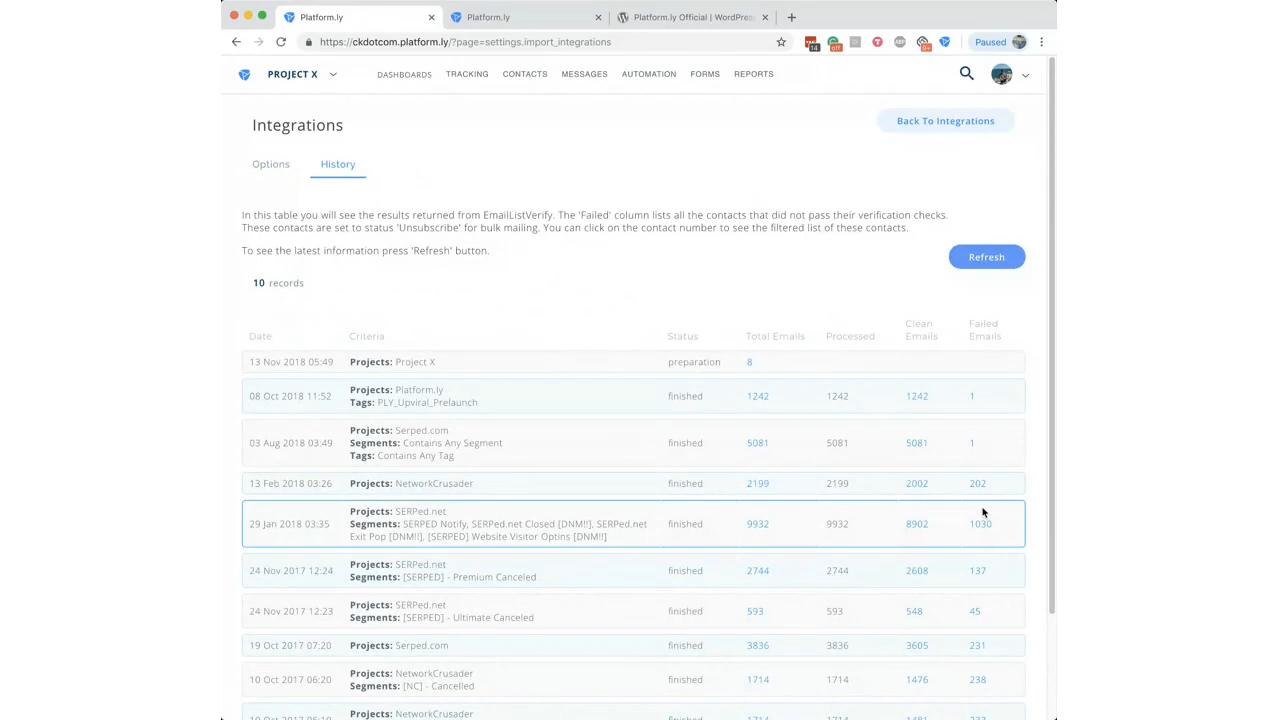 Platform.ly
Platform.ly
Platform.ly Official | WordPres
https://ckdotcom.platform.ly/?page=settings.import_integrations
14
off
9+
Paused
PROJECT X
DASHBOARDS TRACKING CONTACTS MESSAGES AUTOMATION FORMS REPORTS
Integrations
Back To Integrations
Options
History
In this table you will see the results returned from EmailListVerify. The 'Failed' column lists all the contacts that did not pass their verification checks.
These contacts are set to status 'Unsubscribe' for bulk mailing. You can click on the contact number to see the filtered list of these contacts.
To see the latest information press 'Refresh' button.
Refresh
10 records
Date Criteria Status Total Emails Processed Clean Emails Failed Emails
13 Nov 2018 05:49 Projects: Project X preparation 8
08 Oct 2018 11:52 Projects: Platform.ly
Tags: PLY_Upviral_Prelaunch finished 1242 1242 1242 1
03 Aug 2018 03:49 Projects: Serped.com
Segments: Contains Any Segment finished 5081 5081 5081 1
Tags: Contains Any Tag
13 Feb 2018 03:26 Projects: NetworkCrusader finished 2199 2199 2002 202
Projects: SERPed.net
29 Jan 2018 03:35 Segments: SERPED Notify, SERPed.net Closed [DNM!!], SERPed.net finished 9932 9932 8902 1030
Exit Pop [DNM!!], [SERPED] Website Visitor Optins [DNM!!]
24 Nov 2017 12:24 Projects: SERPed.net
Segments: [SERPED] - Premium Canceled finished 2744 2744 2608 137
24 Nov 2017 12:23 Projects: SERPed.net
Segments: [SERPED] - Ultimate Canceled finished 593 593 548 45
19 Oct 2017 07:20 Projects: Serped.com finished 3836 3836 3605 231
10 Oct 2017 06:20 Projects: NetworkCrusader
Segments: [NC] - Cancelled finished 1714 1714 1476 238
Projects: NetworkCrusader